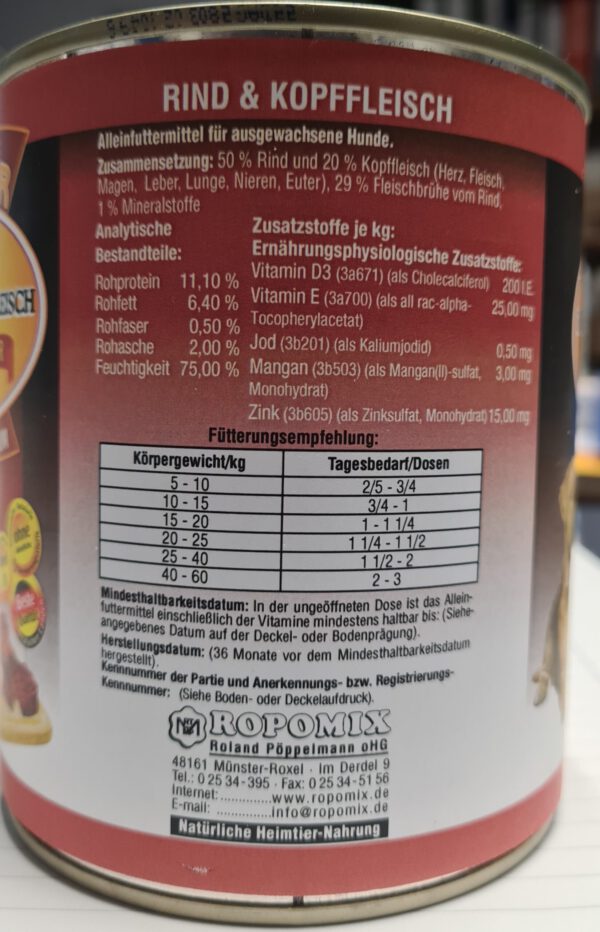 RIND & KOPFFLEISCH
Alleinfuttermittel für ausgewachsene Hunde.
Zusammensetzung: 50 % Rind und 20 % Kopffleisch (Herz, Fleisch,
Magen, Leber, Lunge, Nieren, Euter), 29 % Fleischbrühe vom Rind,
1 % Mineralstoffe
Analytische
Bestandteile:
Rohprotein 11,10 %
Rohfett 6,40 %
Rohfaser 0,50 %
Rohasche 2,00 %
Feuchtigkeit 75,00 %
Zusatzstoffe je kg:
Ernährungsphysiologische Zusatzstoffe:
Vitamin D3 (3a671) (als Cholecalciferol) 200 I.E.
Vitamin E (3a700) (als all rac-alpha- 25,00 mg
Tocopherylacetat)
Jod (3b201) (als Kaliumjodid) 0,50 mg
Mangan (3b503) (als Mangan(II)-sulfat, 3,00 mg
Monohydrat)
Zink (3b605) (als Zinksulfat, Monohydrat) 15,00 mg
Fütterungsempfehlung:
Körpergewicht/kg Tagesbedarf/Dosen
5 - 10 2/5 - 3/4
10 - 15 3/4 - 1
15 - 20 1 - 1 1/4
20 - 25 1 1/4 - 1 1/2
25 - 40 1 1/2 - 2
40 - 60 2 - 3
Mindesthaltbarkeitsdatum: In der ungeöffneten Dose ist das Allein-
futtermittel einschließlich der Vitamine mindestens haltbar bis: (Siehe
angegebenes Datum auf der Deckel- oder Bodenprägung).
Herstellungsdatum: (36 Monate vor dem Mindesthaltbarkeitsdatum
hergestellt).
Kennnummer der Partie und Anerkennungs- bzw. Registrierungs-
Kennnummer: (Siehe Boden- oder Deckelaufdruck).
ROPOMIX
Roland Pöppelmann oHG
48161 Münster-Roxel · Im Derdel 9
Tel.: 0 25 34-395 · Fax: 0 25 34-51 56
Internet: ..............www.ropomix.de
E-mail: ..............info@ropomix.de
Natürliche Heimtier-Nahrung